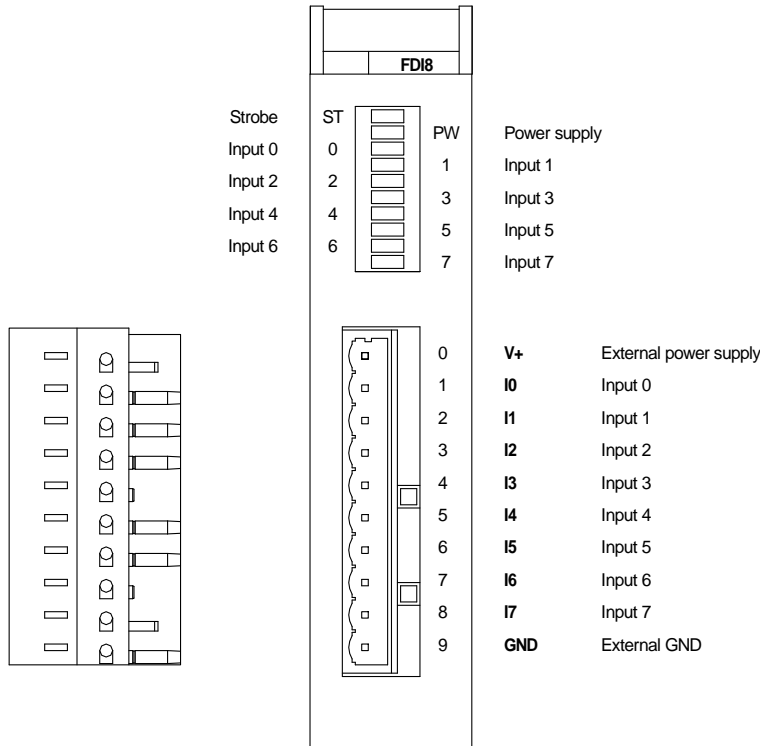 FDI8
Strobe ST
PW Power supply
Input 0 0
1 Input 1
Input 2 2
3 Input 3
Input 4 4
5 Input 5
Input 6 6
7 Input 7
0 V+ External power supply
1 I0 Input 0
2 I1 Input 1
3 I2 Input 2
4 I3 Input 3
5 I4 Input 4
6 I5 Input 5
7 I6 Input 6
8 I7 Input 7
9 GND External GND